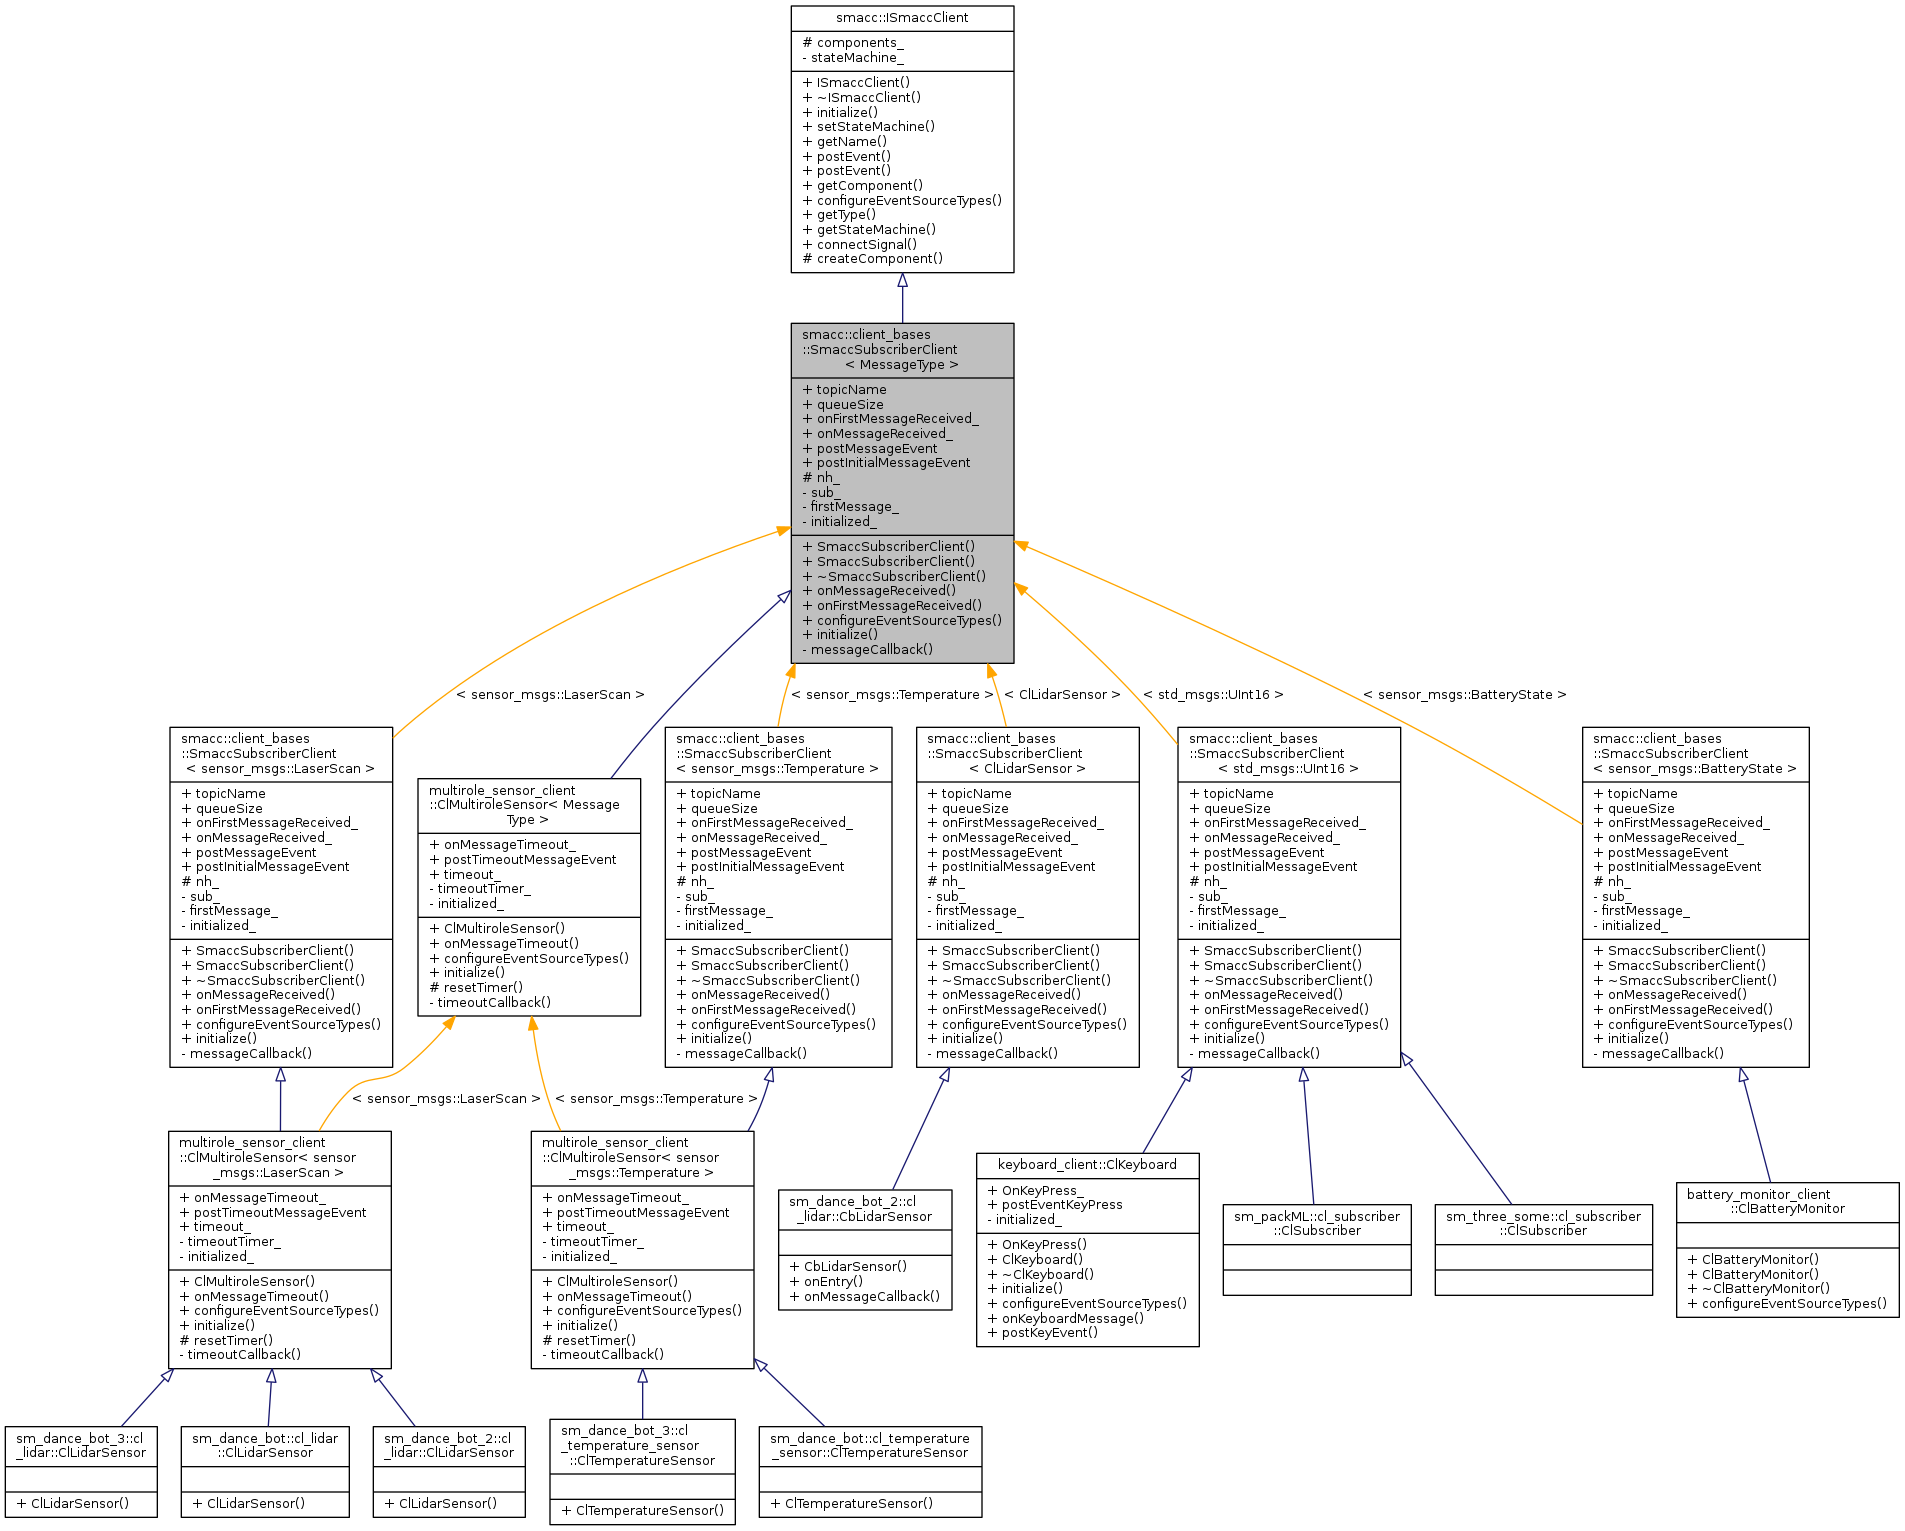 smacc::ISmaccClient
# components_
- stateMachine_
+ ISmaccClient()
+ ~ISmaccClient()
+ initialize()
+ setStateMachine()
+ getName()
+ postEvent()
+ postEvent()
+ getComponent()
+ configureEventSourceTypes()
+ getType()
+ getStateMachine()
+ connectSignal()
# createComponent()
smacc::client_bases
::SmaccSubscriberClient
< MessageType >
+ topicName
+ queueSize
+ onFirstMessageReceived_
+ onMessageReceived_
+ postMessageEvent
+ postInitialMessageEvent
# nh_
- sub_
- firstMessage_
- initialized_
+ SmaccSubscriberClient()
+ SmaccSubscriberClient()
+ ~SmaccSubscriberClient()
+ onMessageReceived()
+ onFirstMessageReceived()
+ configureEventSourceTypes()
+ initialize()
- messageCallback()
< sensor_msgs::LaserScan >
< sensor_msgs::Temperature >
< ClLidarSensor >
< std_msgs::UInt16 >
< sensor_msgs::BatteryState >
smacc::client_bases
::SmaccSubscriberClient
< sensor_msgs::LaserScan >
+ topicName
+ queueSize
+ onFirstMessageReceived_
+ onMessageReceived_
+ postMessageEvent
+ postInitialMessageEvent
# nh_
- sub_
- firstMessage_
- initialized_
+ SmaccSubscriberClient()
+ SmaccSubscriberClient()
+ ~SmaccSubscriberClient()
+ onMessageReceived()
+ onFirstMessageReceived()
+ configureEventSourceTypes()
+ initialize()
- messageCallback()
multirole_sensor_client
::ClMultiroleSensor< Message
Type >
+ onMessageTimeout_
+ postTimeoutMessageEvent
+ timeout_
- timeoutTimer_
- initialized_
+ ClMultiroleSensor()
+ onMessageTimeout()
+ configureEventSourceTypes()
+ initialize()
# resetTimer()
- timeoutCallback()
smacc::client_bases
::SmaccSubscriberClient
< sensor_msgs::Temperature >
+ topicName
+ queueSize
+ onFirstMessageReceived_
+ onMessageReceived_
+ postMessageEvent
+ postInitialMessageEvent
# nh_
- sub_
- firstMessage_
- initialized_
+ SmaccSubscriberClient()
+ SmaccSubscriberClient()
+ ~SmaccSubscriberClient()
+ onMessageReceived()
+ onFirstMessageReceived()
+ configureEventSourceTypes()
+ initialize()
- messageCallback()
smacc::client_bases
::SmaccSubscriberClient
< ClLidarSensor >
+ topicName
+ queueSize
+ onFirstMessageReceived_
+ onMessageReceived_
+ postMessageEvent
+ postInitialMessageEvent
# nh_
- sub_
- firstMessage_
- initialized_
+ SmaccSubscriberClient()
+ SmaccSubscriberClient()
+ ~SmaccSubscriberClient()
+ onMessageReceived()
+ onFirstMessageReceived()
+ configureEventSourceTypes()
+ initialize()
- messageCallback()
smacc::client_bases
::SmaccSubscriberClient
< std_msgs::UInt16 >
+ topicName
+ queueSize
+ onFirstMessageReceived_
+ onMessageReceived_
+ postMessageEvent
+ postInitialMessageEvent
# nh_
- sub_
- firstMessage_
- initialized_
+ SmaccSubscriberClient()
+ SmaccSubscriberClient()
+ ~SmaccSubscriberClient()
+ onMessageReceived()
+ onFirstMessageReceived()
+ configureEventSourceTypes()
+ initialize()
- messageCallback()
smacc::client_bases
::SmaccSubscriberClient
< sensor_msgs::BatteryState >
+ topicName
+ queueSize
+ onFirstMessageReceived_
+ onMessageReceived_
+ postMessageEvent
+ postInitialMessageEvent
# nh_
- sub_
- firstMessage_
- initialized_
+ SmaccSubscriberClient()
+ SmaccSubscriberClient()
+ ~SmaccSubscriberClient()
+ onMessageReceived()
+ onFirstMessageReceived()
+ configureEventSourceTypes()
+ initialize()
- messageCallback()
< sensor_msgs::LaserScan >
< sensor_msgs::Temperature >
multirole_sensor_client
::ClMultiroleSensor< sensor
_msgs::LaserScan >
+ onMessageTimeout_
+ postTimeoutMessageEvent
+ timeout_
- timeoutTimer_
- initialized_
+ ClMultiroleSensor()
+ onMessageTimeout()
+ configureEventSourceTypes()
+ initialize()
# resetTimer()
- timeoutCallback()
multirole_sensor_client
::ClMultiroleSensor< sensor
_msgs::Temperature >
+ onMessageTimeout_
+ postTimeoutMessageEvent
+ timeout_
- timeoutTimer_
- initialized_
+ ClMultiroleSensor()
+ onMessageTimeout()
+ configureEventSourceTypes()
+ initialize()
# resetTimer()
- timeoutCallback()
sm_dance_bot_2::cl
_lidar::CbLidarSensor
+ CbLidarSensor()
+ onEntry()
+ onMessageCallback()
keyboard_client::ClKeyboard
+ OnKeyPress_
+ postEventKeyPress
- initialized_
+ OnKeyPress()
+ ClKeyboard()
+ ~ClKeyboard()
+ initialize()
+ configureEventSourceTypes()
+ onKeyboardMessage()
+ postKeyEvent()
sm_packML::cl_subscriber
::ClSubscriber
sm_three_some::cl_subscriber
::ClSubscriber
battery_monitor_client
::ClBatteryMonitor
+ ClBatteryMonitor()
+ ClBatteryMonitor()
+ ~ClBatteryMonitor()
+ configureEventSourceTypes()
sm_dance_bot_3::cl
_lidar::ClLidarSensor
+ ClLidarSensor()
sm_dance_bot::cl_lidar
::ClLidarSensor
+ ClLidarSensor()
sm_dance_bot_2::cl
_lidar::ClLidarSensor
+ ClLidarSensor()
sm_dance_bot_3::cl
_temperature_sensor
::ClTemperatureSensor
+ ClTemperatureSensor()
sm_dance_bot::cl_temperature
_sensor::ClTemperatureSensor
+ ClTemperatureSensor()